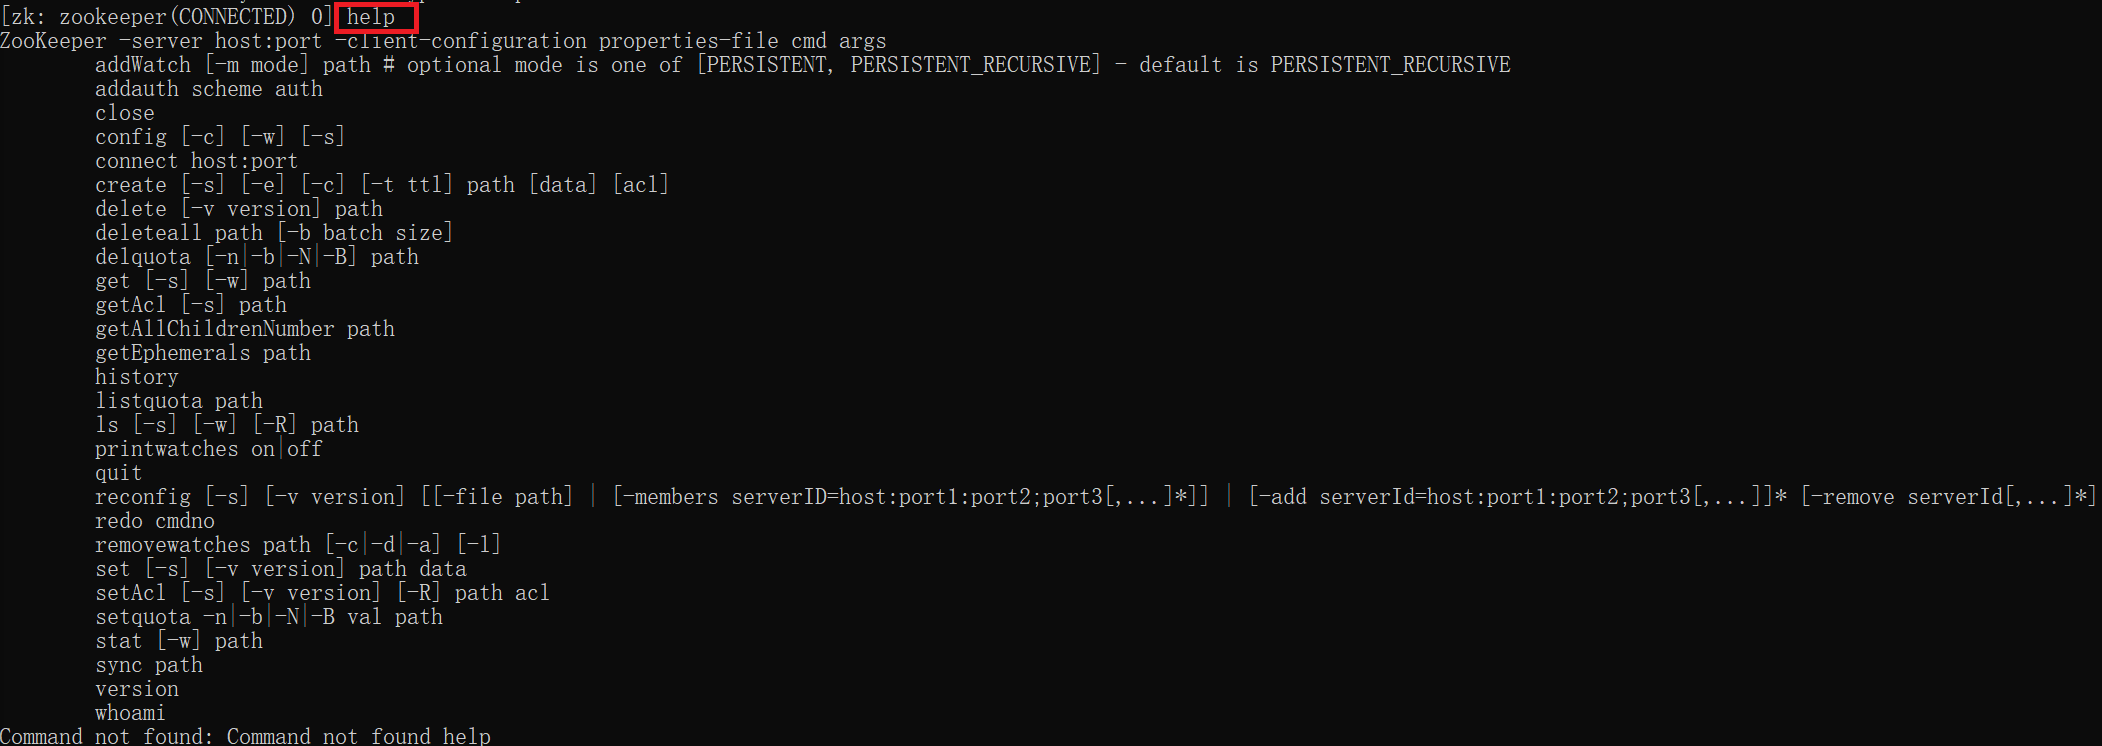 [zk: zookeeper(CONNECTED) 0] help
ZooKeeper -server host:port -client-configuration properties-file cmd args
addWatch [-m mode] path # optional mode is one of [PERSISTENT, PERSISTENT_RECURSIVE] - default is PERSISTENT_RECURSIVE
addauth scheme auth
close
config [-c] [-w] [-s]
connect host:port
create [-s] [-e] [-c] [-t ttl] path [data] [acl]
delete [-v version] path
deleteall path [-b batch size]
delquota [-n|-b|-N|-B] path
get [-s] [-w] path
getAcl [-s] path
getAllChildrenNumber path
getEphemerals path
history
listquota path
ls [-s] [-w] [-R] path
printwatches on|off
quit
reconfig [-s] [-v version] [[-file path] | [-members serverID=host:port1:port2;port3[,...]*]] | [-add serverId=host:port1:port2;port3[,...]]* [-remove serverId[,...]*]
redo cmdno
removewatches path [-c|-d|-a] [-l]
set [-s] [-v version] path data
setAcl [-s] [-v version] [-R] path acl
setquota -n|-b|-N|-B val path
stat [-w] path
sync path
version
whoami
Command not found: Command not found help